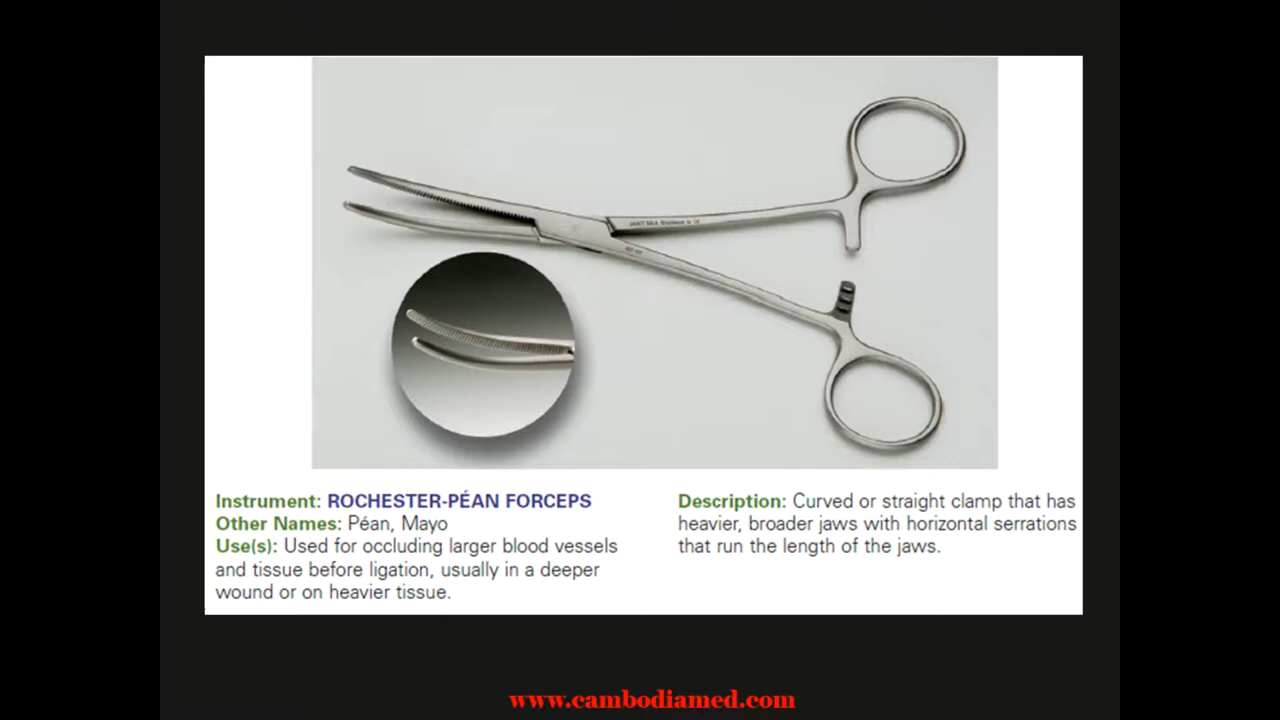 Instrument: ROCHESTER-PÉAN FORCEPS
Other Names: Péan, Mayo
Use(s): Used for occluding larger blood vessels
and tissue before ligation, usually in a deeper
wound or on heavier tissue.
Description: Curved or straight clamp that has
heavier, broader jaws with horizontal serrations
that run the length of the jaws.
www.cambodiamed.com